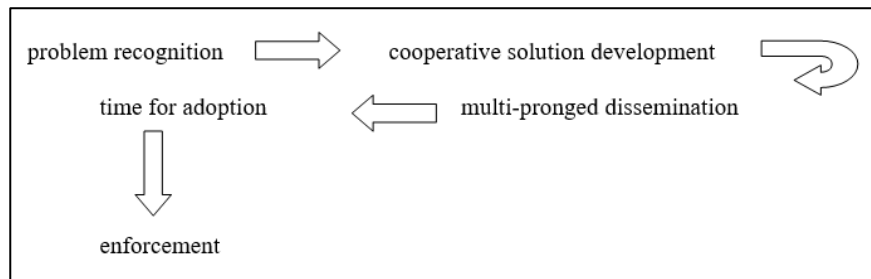 problem recognition cooperative solution development
time for adoption multi-pronged dissemination
enforcement